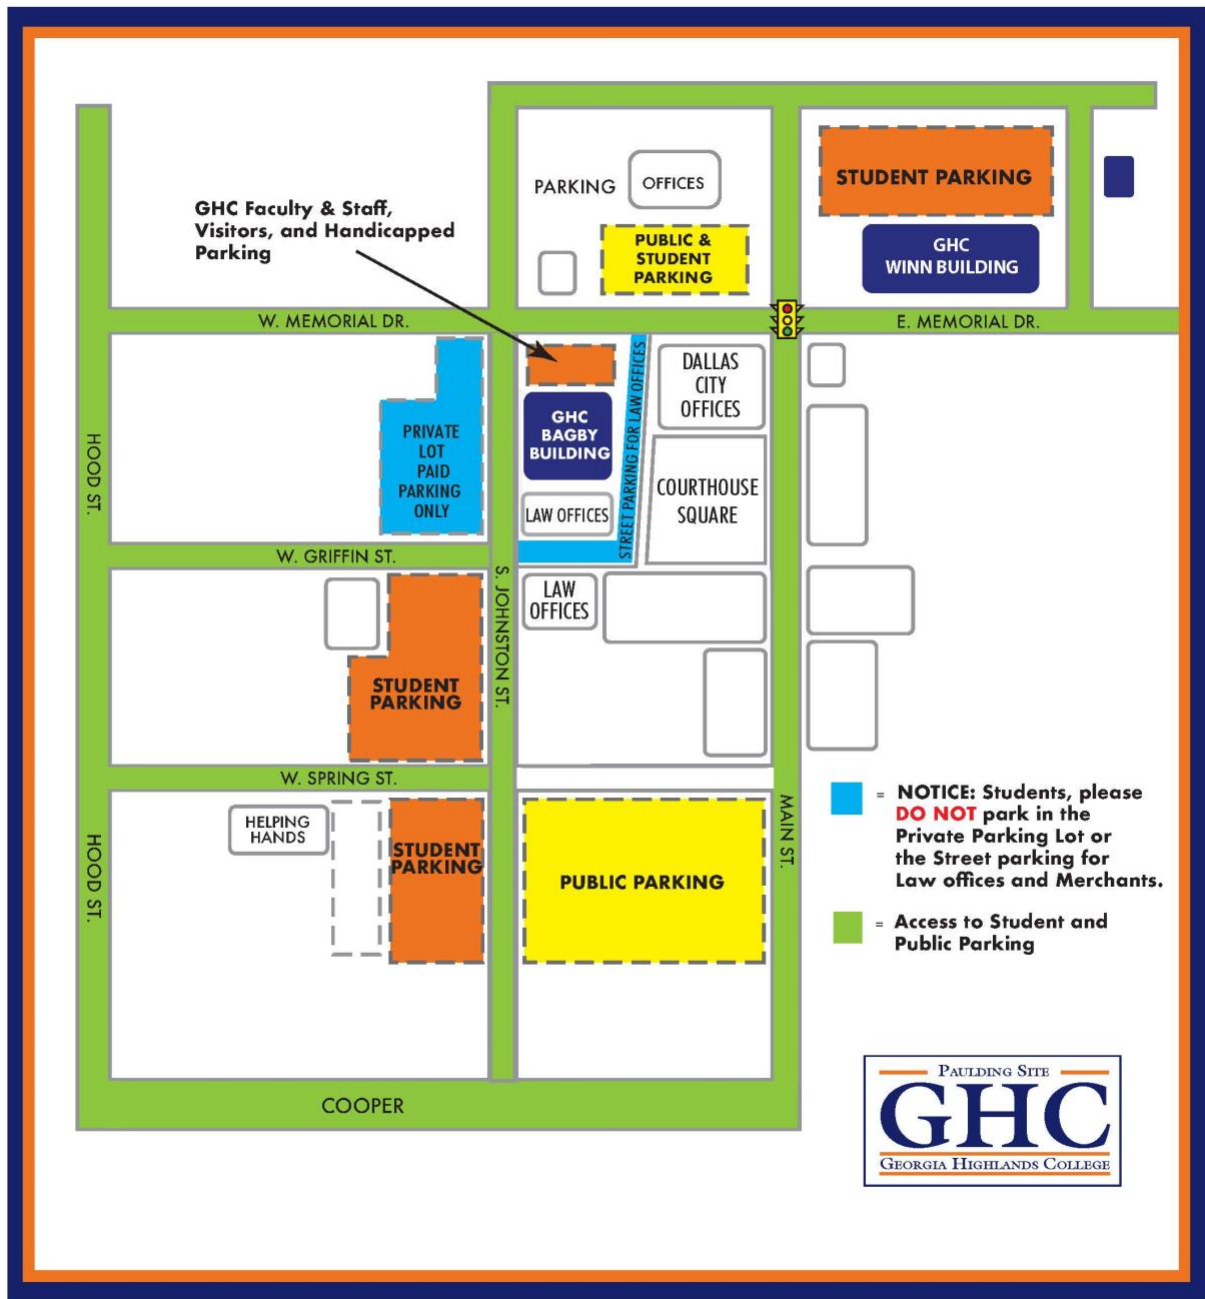 PARKING
OFFICES
STUDENT PARKING
GHC Faculty & Staff,
Visitors, and Handicapped
Parking
PUBLIC &
STUDENT
PARKING
GHC
WINN BUILDING
W. MEMORIAL DR.
E. MEMORIAL DR.
DALLAS
CITY
OFFICES
STREET PARKING FOR LAW OFFICES
GHC
BAGBY
BUILDING
PRIVATE
LOT
PAID
PARKING
ONLY
HOOD ST.
COURTHOUSE
SQUARE
LAW OFFICES
W. GRIFFIN ST.
S. JOHNSTON ST.
LAW
OFFICES
STUDENT
PARKING
W. SPRING ST.
HELPING
HANDS
STUDENT
PARKING
PUBLIC PARKING
MAIN ST.
HOOD ST.
= NOTICE: Students, please
DO NOT park in the
Private Parking Lot or
the Street parking for
Law offices and Merchants.
= Access to Student and
Public Parking
COOPER
PAULDING SITE
GHC
GEORGIA HIGHLANDS COLLEGE